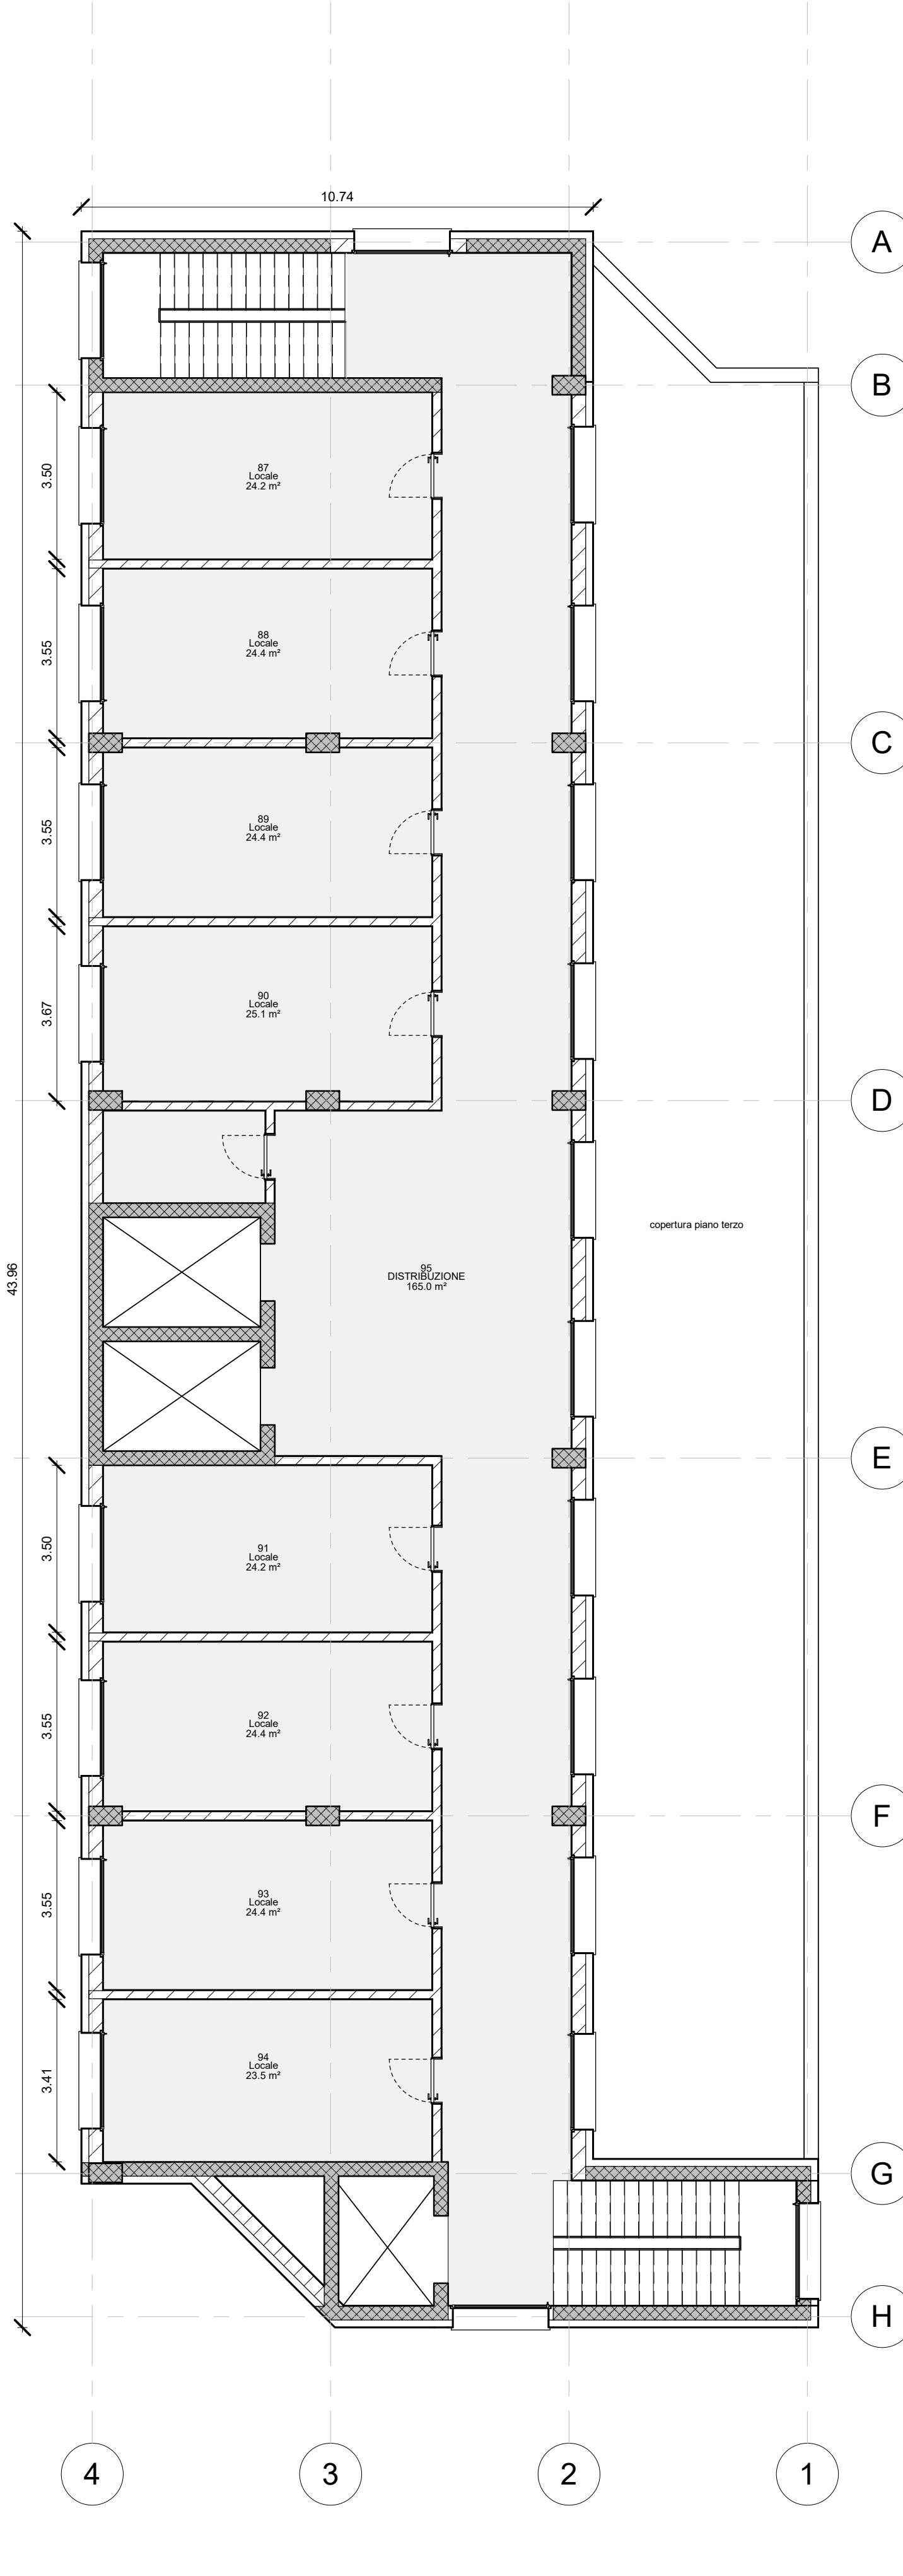 10.74
A
B
3.50
87
Locale
24.2 m²
3.55
88
Locale
24.4 m²
C
3.55
89
Locale
24.4 m²
3.67
90
Locale
25.1 m²
D
copertura piano terzo
43.96
95
DISTRIBUZIONE
165.0 m²
E
3.50
91
Locale
24.2 m²
3.55
92
Locale
24.4 m²
F
3.55
93
Locale
24.4 m²
3.41
94
Locale
23.5 m²
G
H
4
3
2
1